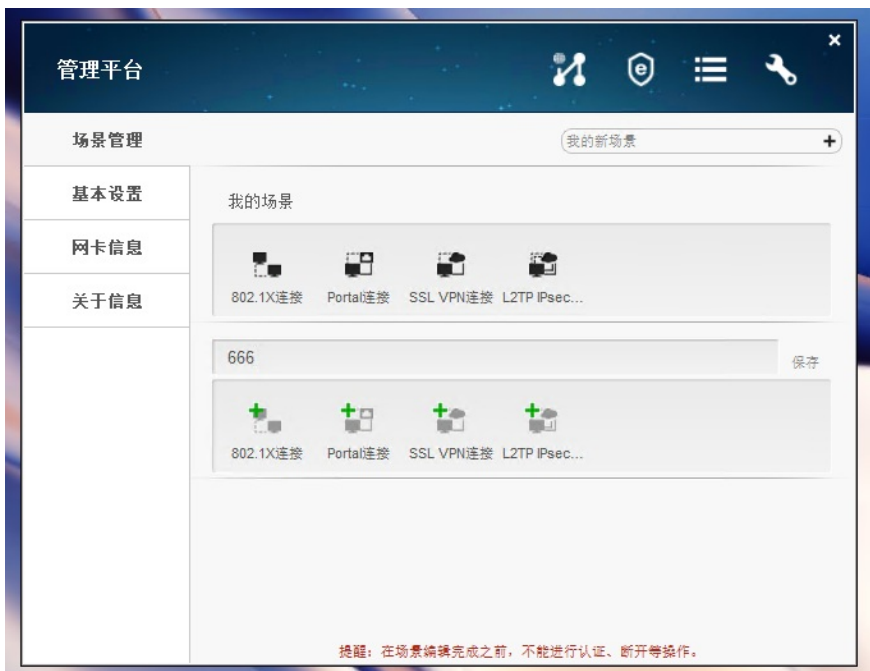 管理平台
场景管理
我的新场景
基本设置
我的场景
网卡信息
802.1X连接 Portal连接 SSL VPN连接 L2TP IPsec...
关于信息
666
保存
802.1X连接 Portal连接 SSL VPN连接 L2TP IPsec...
提醒：在场景编辑完成之前，不能进行认证、断开等操作。